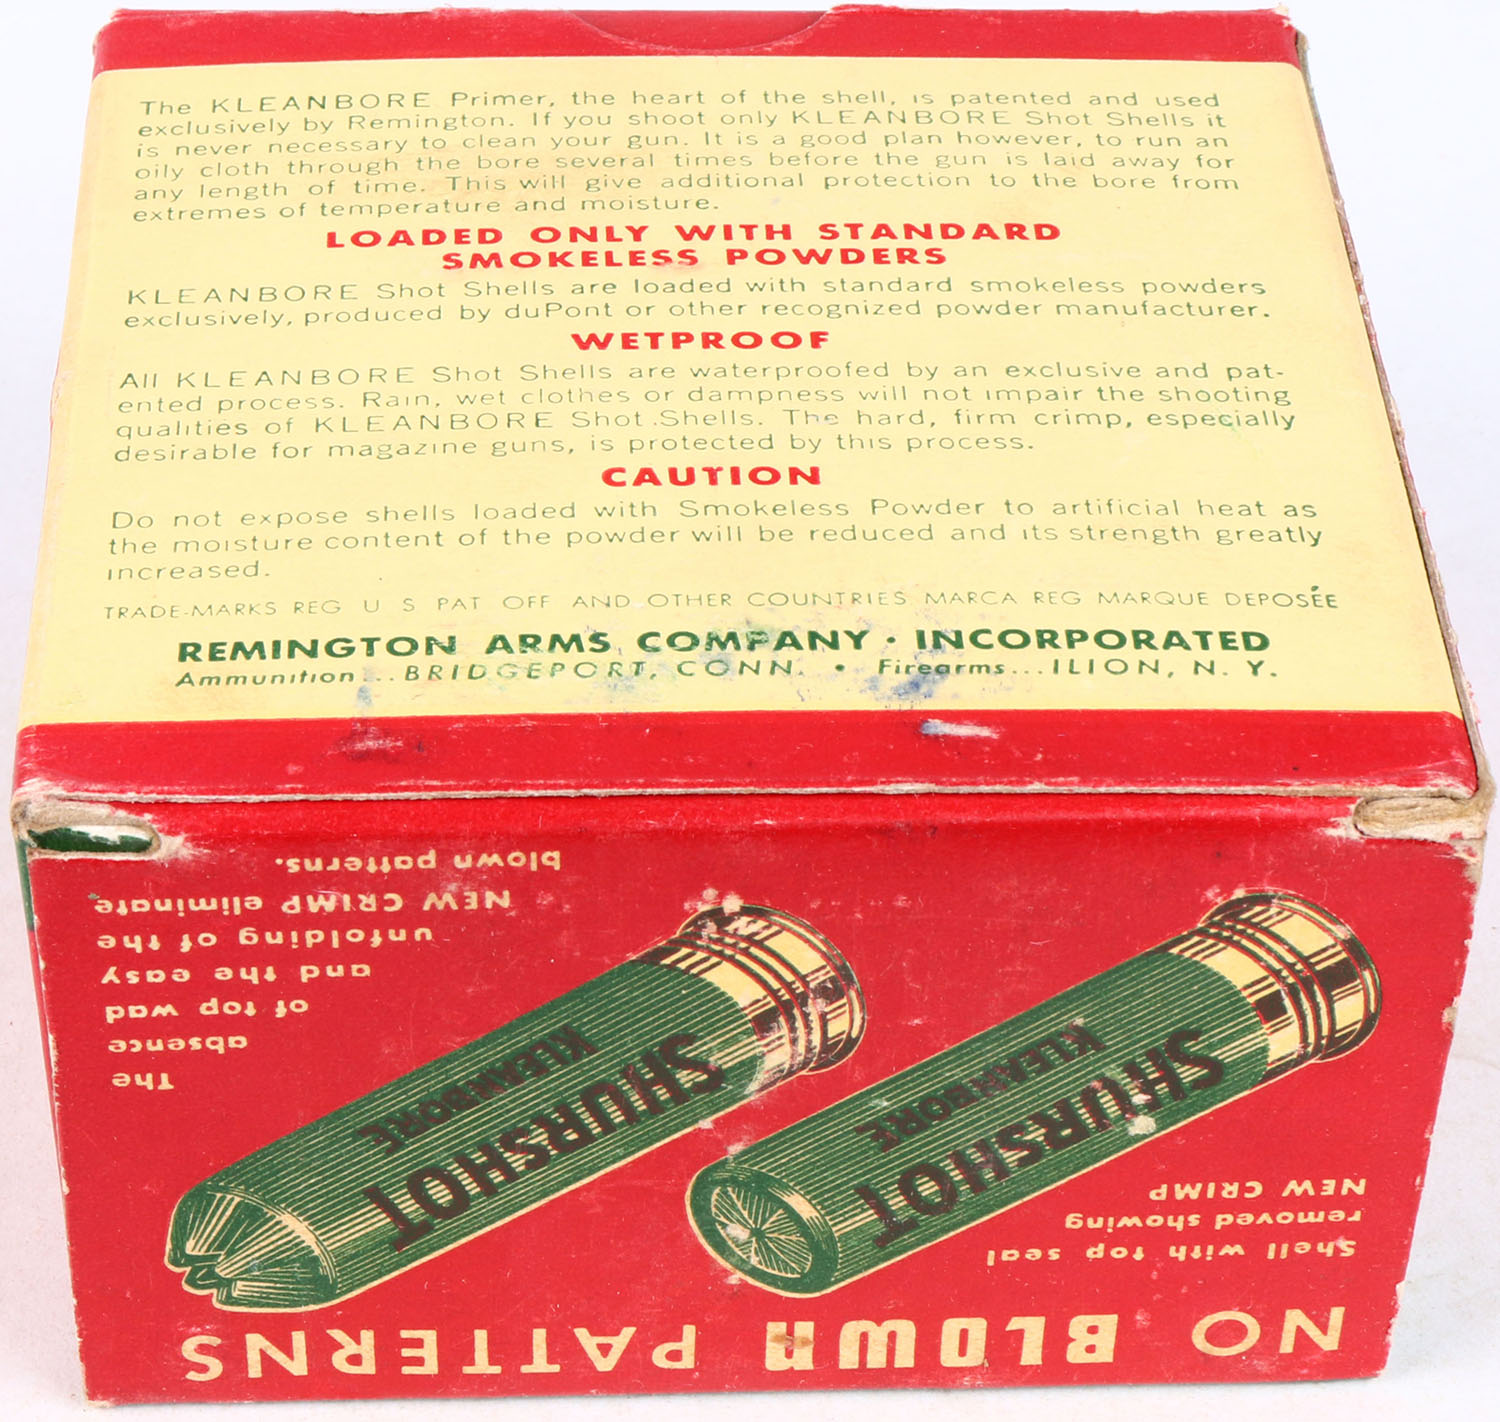 The KLEANBORE Primer, the heart of the shell, is patented and used
exclusively by Remington. If you shoot only KLEANBORE Shot Shells it
is never necessary to clean your gun. It is a good plan however, to run an
oily cloth through the bore several times before the gun is laid away for
any length of time. This will give additional protection to the bore from
extremes of temperature and moisture.
LOADED ONLY WITH STANDARD
SMOKELESS POWDERS
KLEANBORE Shot Shells are loaded with standard smokeless powders
exclusively, produced by duPont or other recognized powder manufacturer.
WETPROOF
All KLEANBORE Shot Shells are waterproofed by an exclusive and pat-
ented process. Rain, wet clothes or dampness will not impair the shooting
qualities of KLEANBORE Shot Shells. The hard, firm crimp, especially
desirable for magazine guns, is protected by this process.
CAUTION
Do not expose shells loaded with Smokeless Powder to artificial heat as
the moisture content of the powder will be reduced and its strength greatly
increased.
TRADE-MARKS REG U S PAT OFF AND OTHER COUNTRIES MARCA REG MARQUE DEPOSÉE
REMINGTON ARMS COMPANY · INCORPORATED
Ammunition...BRIDGEPORT, CONN. • Firearms...ILION, N. Y.
NO BLOWN PATTERNS
Shell with top seal
removed showing
NEW CRIMP
SHURSHOT
KLEANBORE
SHURSHOT
KLEANBORE
The
absence
of top wad
and the easy
unfolding of the
NEW CRIMP eliminate
blown patterns.